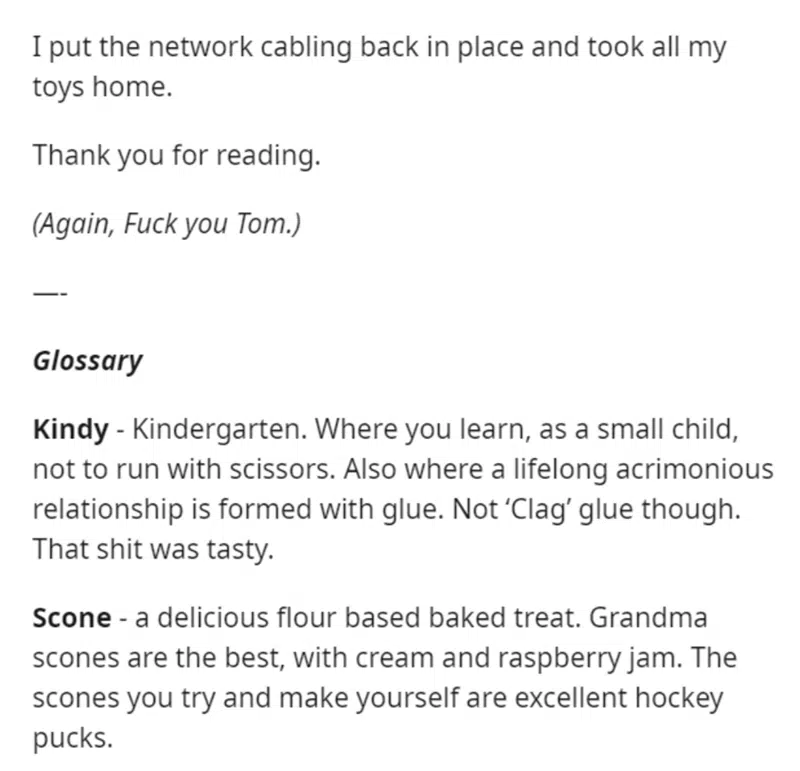 I put the network cabling back in place and took all my
toys home.
Thank you for reading.
(Again, Fuck you Tom.)
—-
Glossary
Kindy - Kindergarten. Where you learn, as a small child,
not to run with scissors. Also where a lifelong acrimonious
relationship is formed with glue. Not ‘Clag’ glue though.
That shit was tasty.
Scone - a delicious flour based baked treat. Grandma
scones are the best, with cream and raspberry jam. The
scones you try and make yourself are excellent hockey
pucks.